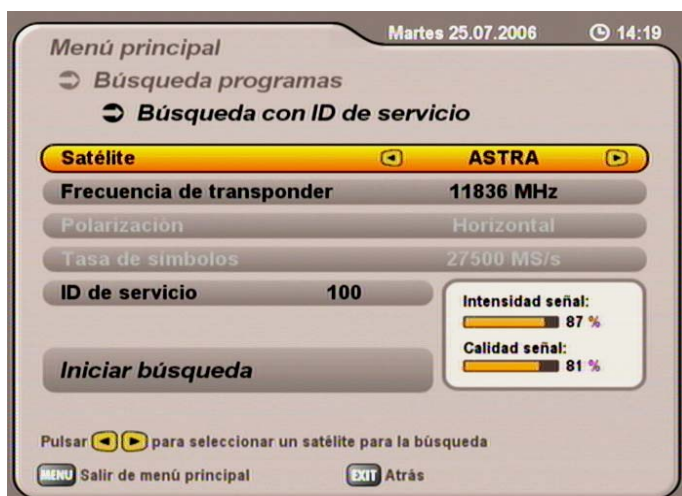 Martes 25.07.2006 14:19
Menú principal
Búsqueda programas
Búsqueda con ID de servicio
Satélite ASTRA
Frecuencia de transponder 11836 MHz
Polarizaciòn Horizontal
Tasa de símbolos 27500 MS/s
ID de servicio 100
Intensidad señal:
87 %
Calidad señal:
81 %
Iniciar búsqueda
Pulsar para seleccionar un satélite para la búsqueda
MENU Salir de menú principal EXIT Atrás